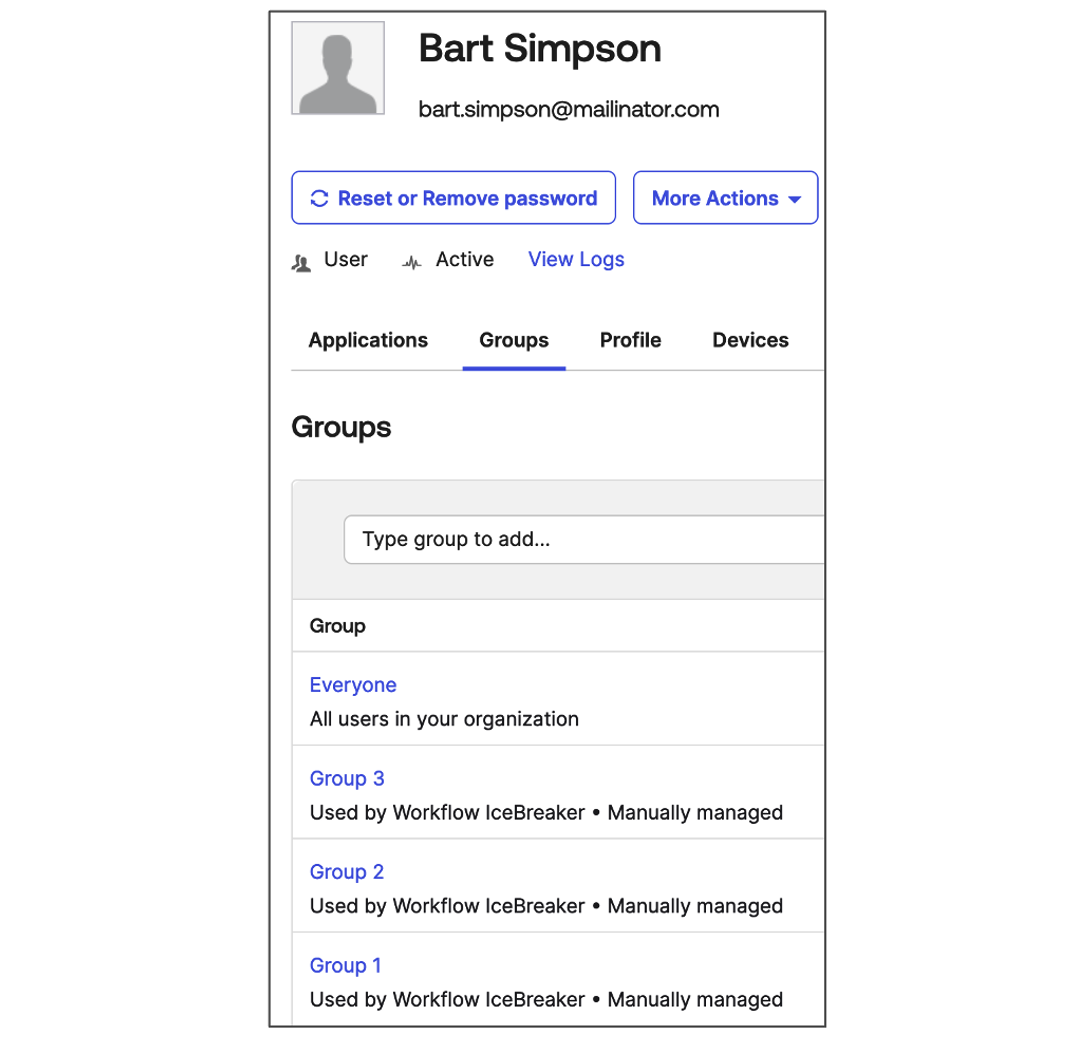 Bart Simpson
bart.simpson@mailinator.com
Reset or Remove password More Actions
User Active View Logs
Applications Groups Profile Devices
Groups
Type group to add...
Group
Everyone
All users in your organization
Group 3
Used by Workflow IceBreaker • Manually managed
Group 2
Used by Workflow IceBreaker • Manually managed
Group 1
Used by Workflow IceBreaker • Manually managed